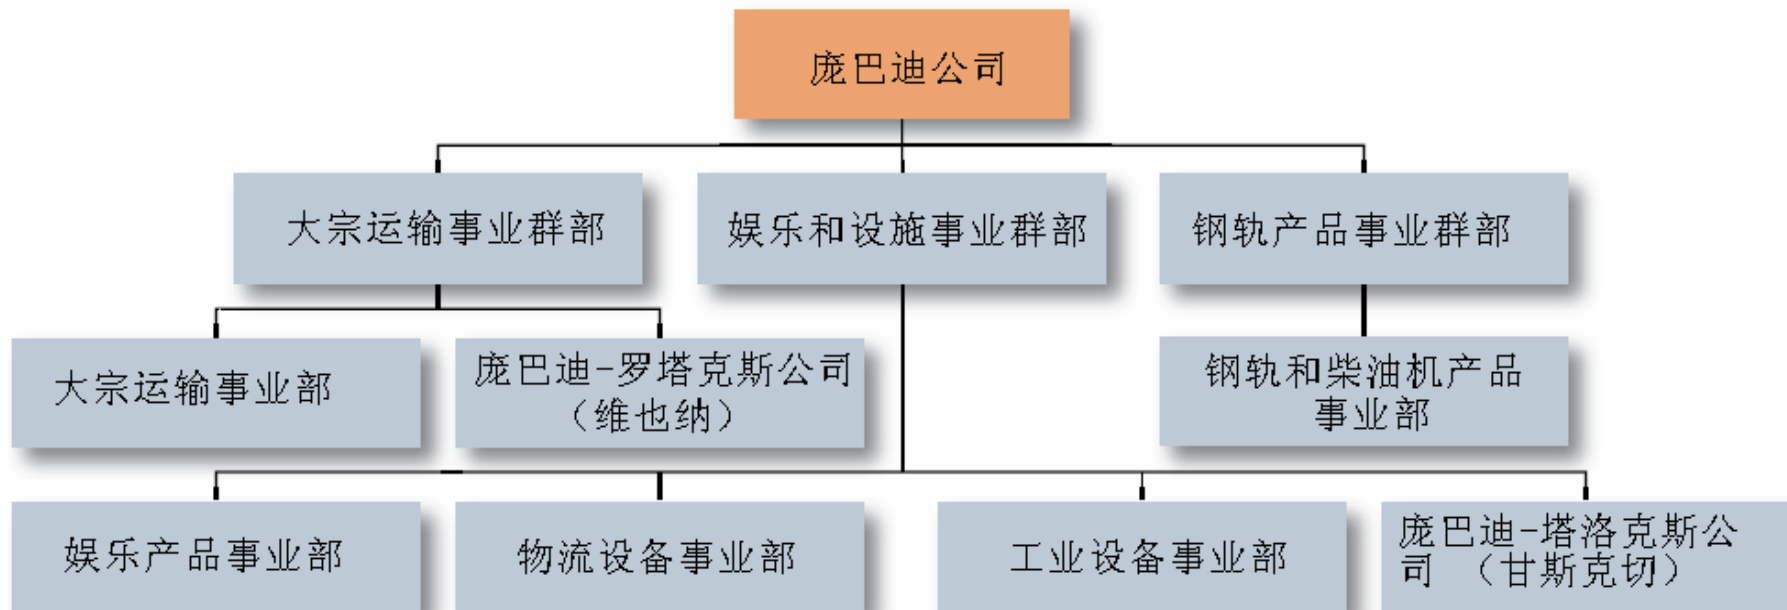 庞巴迪公司
大宗运输事业群部
娱乐和设施事业群部
钢轨产品事业群部
大宗运输事业部
庞巴迪-罗塔克斯公司
（维也纳）
钢轨和柴油机产品
事业部
娱乐产品事业部
物流设备事业部
工业设备事业部
庞巴迪-塔洛克斯公
司 （甘斯克切）